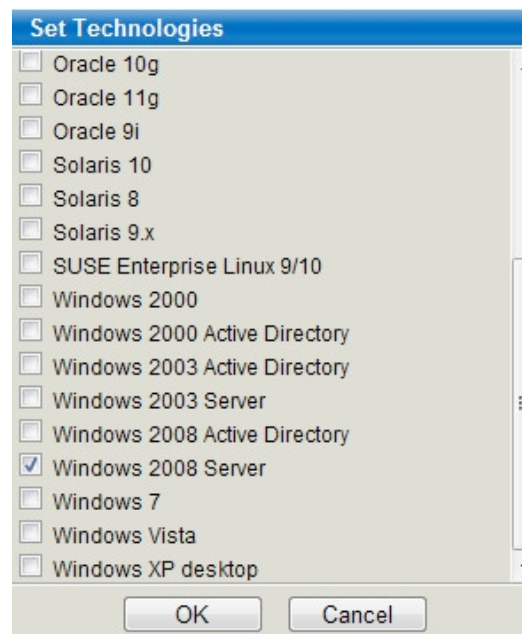 Set Technologies
Oracle 10g
Oracle 11g
Oracle 9i
Solaris 10
Solaris 8
Solaris 9.x
SUSE Enterprise Linux 9/10
Windows 2000
Windows 2000 Active Directory
Windows 2003 Active Directory
Windows 2003 Server
Windows 2008 Active Directory
Windows 2008 Server
Windows 7
Windows Vista
Windows XP desktop
OK Cancel